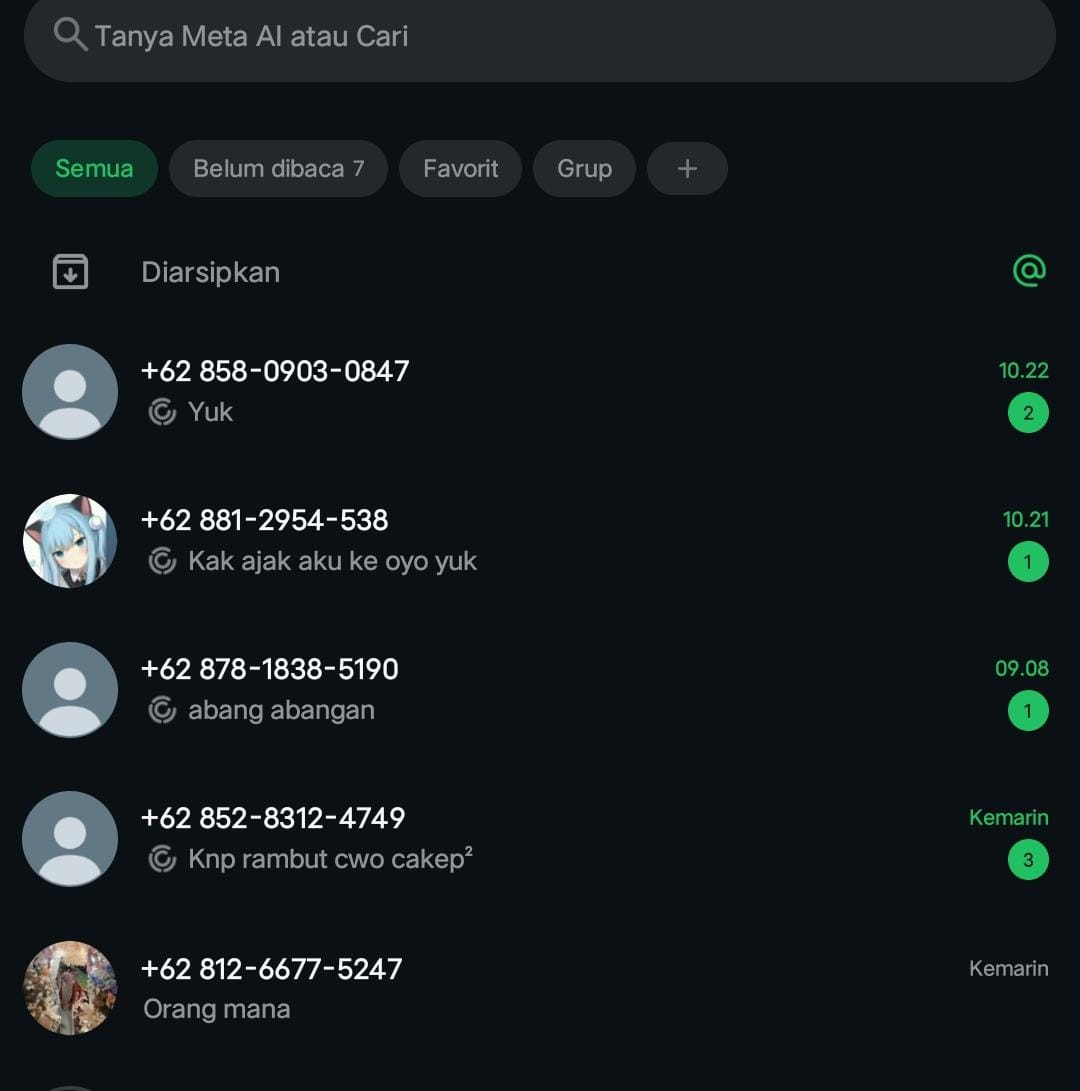 Tanya Meta AI atau Cari
Semua
Belum dibaca 7
Favorit
Grup
+
Diarsipkan
@
+62 858-0903-0847
10.22
Yuk
2
+62 881-2954-538
10.21
Kak ajak aku ke oyo yuk
1
+62 878-1838-5190
09.08
abang abangan
1
+62 852-8312-4749
Kemarin
Knp rambut cwo cakep²
3
+62 812-6677-5247
Kemarin
Orang mana